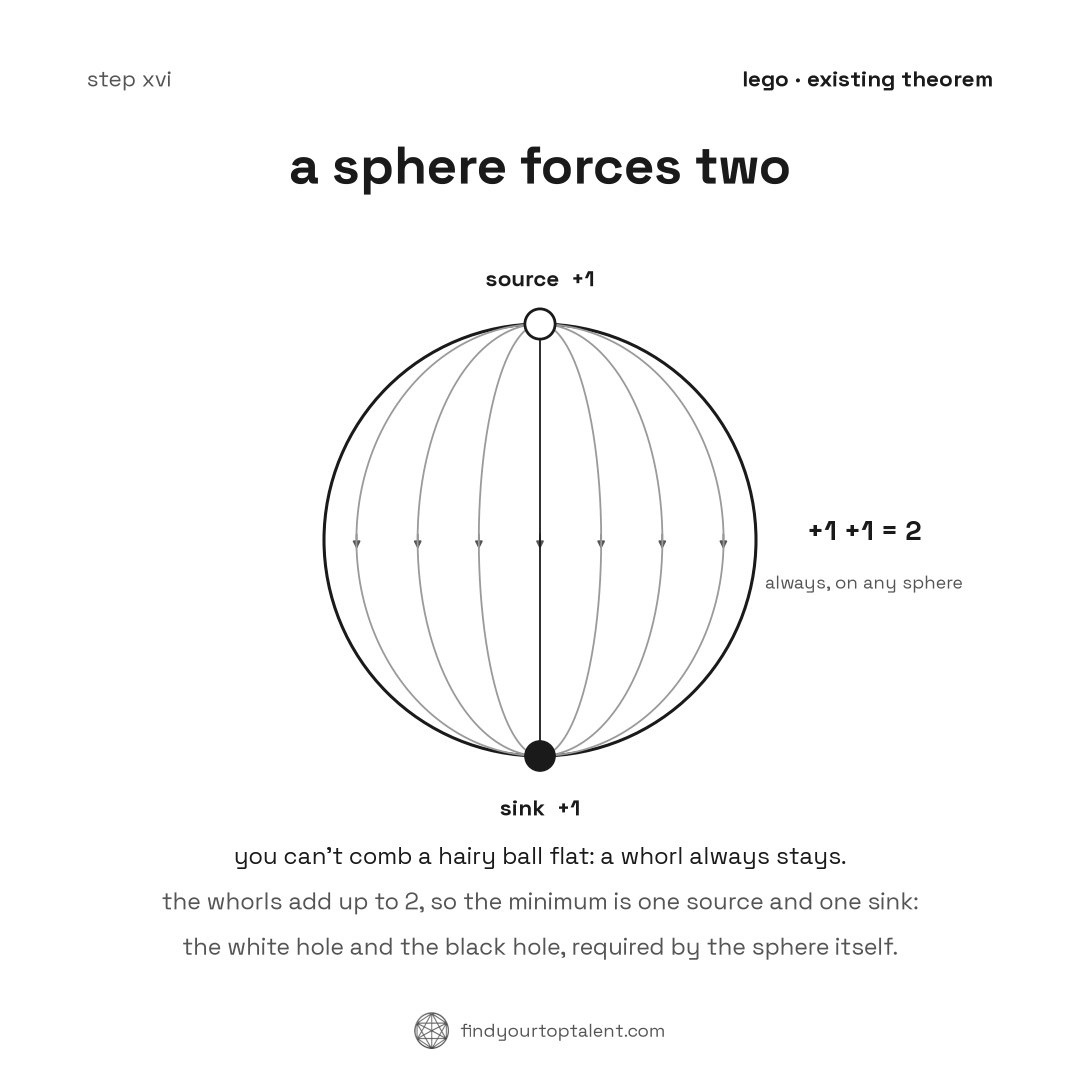 step xvi
lego · existing theorem
a sphere forces two
source +1
+1 +1 = 2
always, on any sphere
sink +1
you can't comb a hairy ball flat: a whorl always stays.
the whorls add up to 2, so the minimum is one source and one sink:
the white hole and the black hole, required by the sphere itself.
findyourtoptalent.com